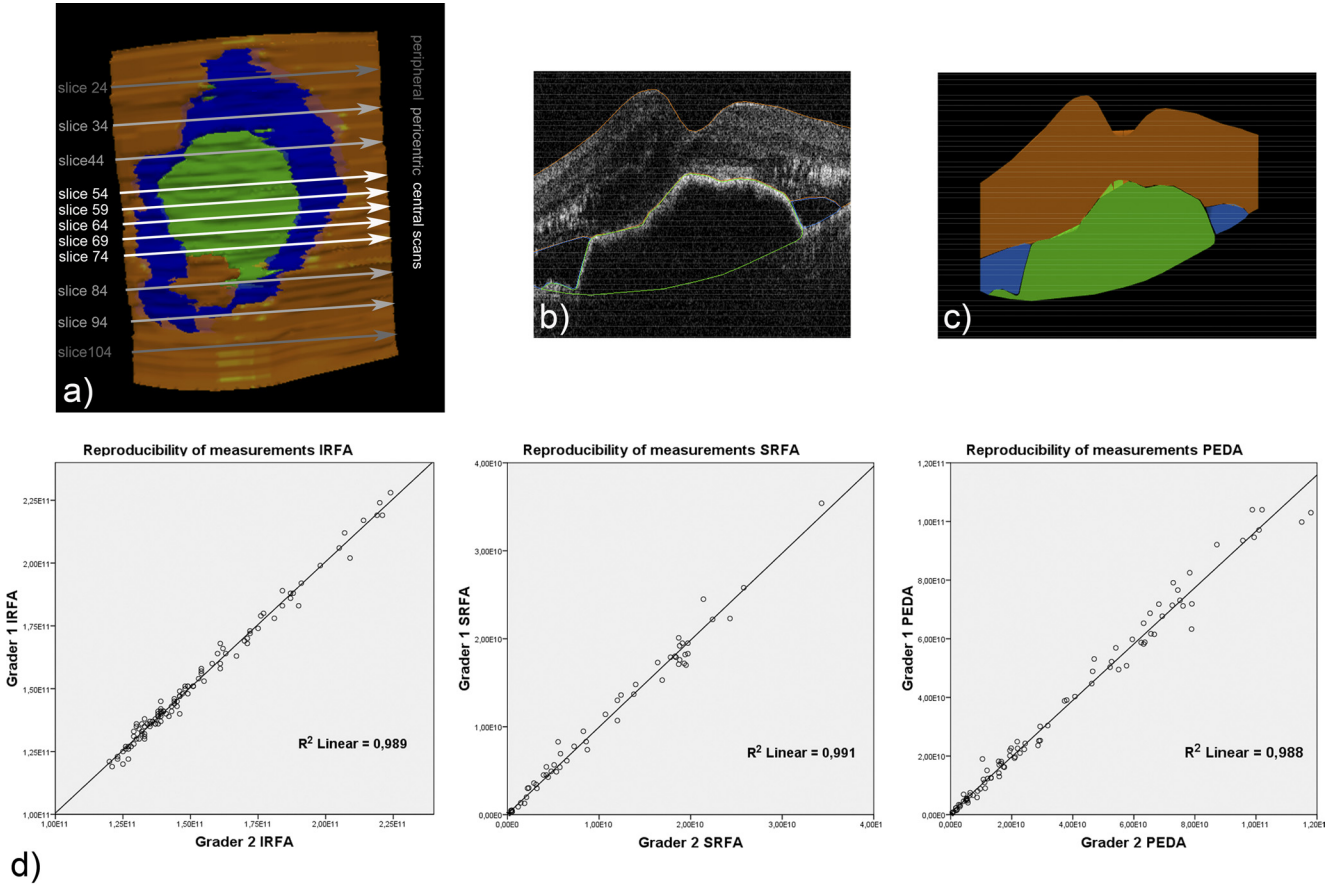 slice 24
slice 34
slice44
slice 54
slice 59
slice 64
slice 69
slice 74
slice 84
slice 94
slice104
peripheral pericentric central scans
a)
b)
c)
Reproducibility of measurements IRFA
Grader 1 IRFA
2,25E11
2,00E11
1,75E11
1,50E11
1,25E11
1,00E11
R2 Linear = 0,989
1,00E11 1,25E11 1,51E11 1,75E11 2,01E11 2,25E11
Grader 2 IRFA
Reproducibility of measurements SRFA
Grader 1 SRFA
4,00E10
3,00E10
2,00E10
1,00E10
0,00E0
R2 Linear = 0,991
0,00E0 1,00E10 2,00E10 3,00E10 4,00E1
Grader 2 SRFA
Reproducibility of measurements PEDA
Grader 1 PEDA
1,20E11
1,00E11
8,00E10
6,00E10
4,00E10
2,00E10
0,00E0
R2 Linear = 0,988
0,00E0 2,00E10 4,00E10 6,00E10 8,00E10 1,00E11 1,20E1
Grader 2 PEDA
d)